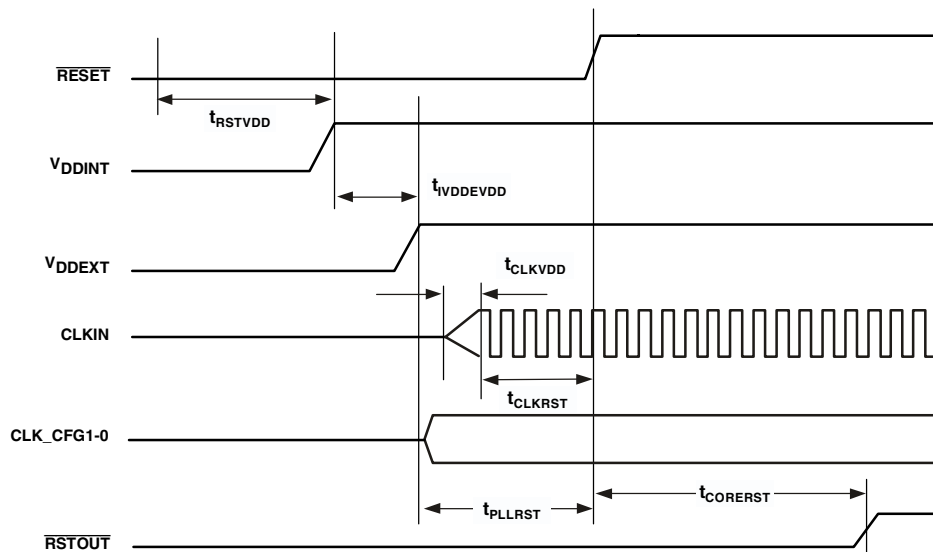 RESET
tRSTVDD
VDDINT
tIVDDEVDD
VDDEXT
tCLKVDD
CLKIN
tCLKRST
CLK_CFG1-0
tPLLRST
tCORERST
RSTOUT